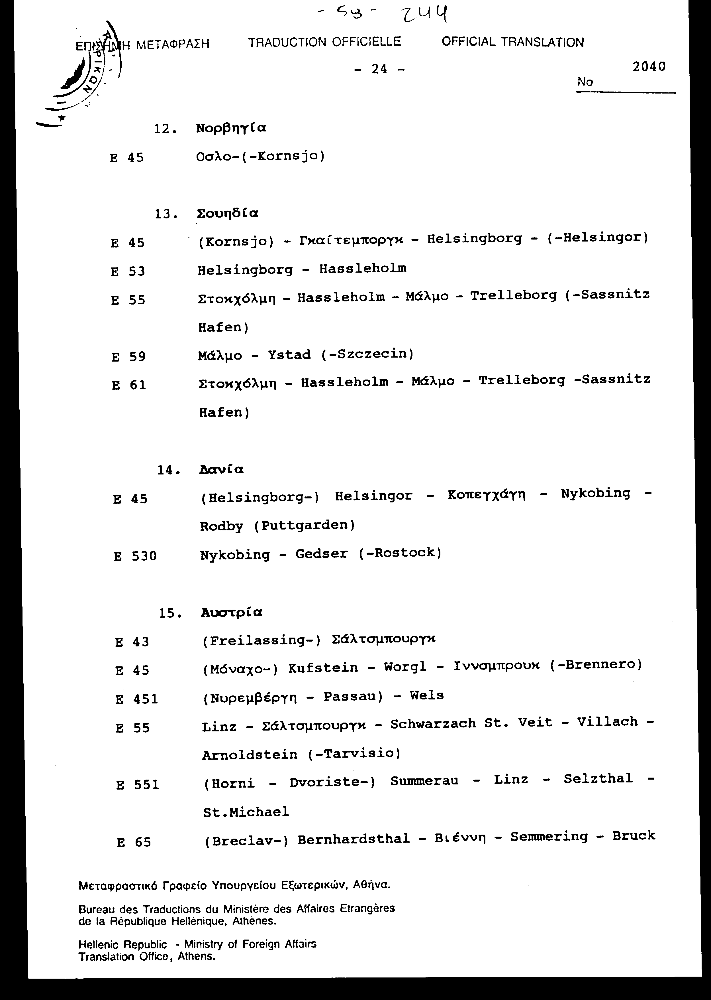 - 58 - 244
ΕΠΙΣΗΜΗ ΜΕΤΑΦΡΑΣΗ TRADUCTION OFFICIELLE OFFICIAL TRANSLATION
- 24 - 2040
No
ΡΙΚΩΝ
12. Νορβηγία
E 45 Οσλο-(-Kornsjo)
13. Σουηδία
E 45 (Kornsjo) - Γκαίτεμποργκ - Helsingborg - (-Helsingor)
E 53 Helsingborg - Hassleholm
E 55 Στοκχόλμη - Hassleholm - Μάλμο - Trelleborg (-Sassnitz
Hafen)
E 59 Μάλμο - Ystad (-Szczecin)
E 61 Στοκχόλμη - Hassleholm - Μάλμο - Trelleborg -Sassnitz
Hafen)
14. Δανία
E 45 (Helsingborg-) Helsingor - Κοπεγχάγη - Nykobing -
Rodby (Puttgarden)
E 530 Nykobing - Gedser (-Rostock)
15. Αυστρία
E 43 (Freilassing-) Σάλτσμπουργκ
E 45 (Μόναχο-) Kufstein - Worgl - Ιννσμπρουκ (-Brennero)
E 451 (Νυρεμβέργη - Passau) - Wels
E 55 Linz - Σάλτσμπουργκ - Schwarzach St. Veit - Villach -
Arnoldstein (-Tarvisio)
E 551 (Horni - Dvoriste-) Summerau - Linz - Selzthal -
St.Michael
E 65 (Breclav-) Bernhardsthal - Βιέννη - Semmering - Bruck
Μεταφραστικό Γραφείο Υπουργείου Εξωτερικών, Αθήνα.
Bureau des Traductions du Ministère des Affaires Etrangères
de la République Hellénique, Athènes.
Hellenic Republic - Ministry of Foreign Affairs
Translation Office, Athens.